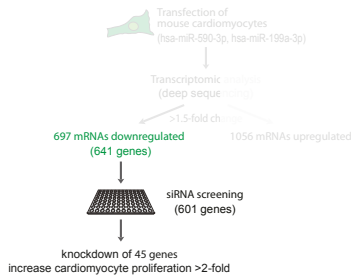 Transfection of
mouse cardiomyocytes
(hsa-miR-590-3p, hsa-miR-199a-3p)
Transcriptomic
(deep
>1.5-fold
697 mRNAs downregulated
(641 genes)
1056 mRNAs upregulated
siRNA screening
(601 genes)
knockdown of 45 genes
increase cardiomyocyte proliferation >2-fold